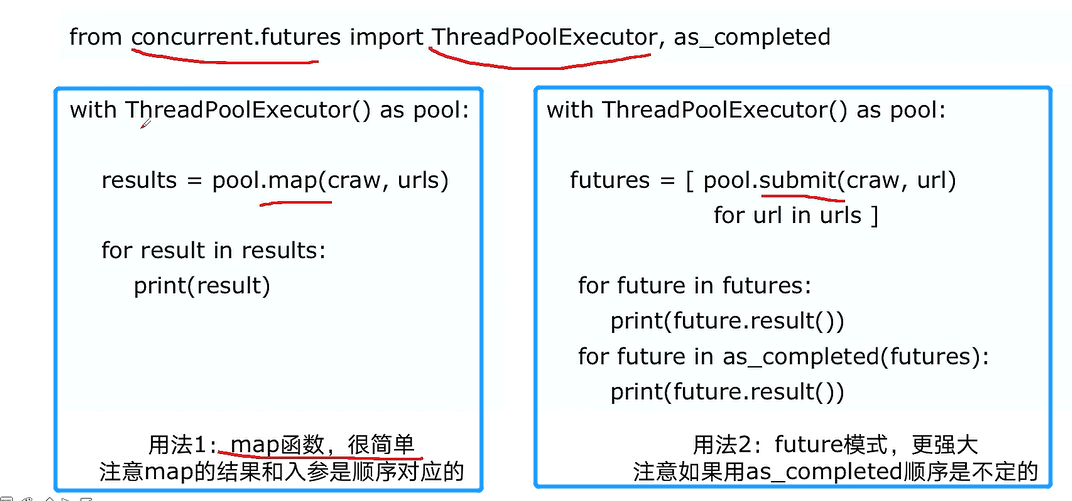 from concurrent.futures import ThreadPoolExecutor, as_completed
with ThreadPoolExecutor() as pool:
results = pool.map(craw, urls)
for result in results:
print(result)
用法1：map函数，很简单
注意map的结果和入参是顺序对应的
with ThreadPoolExecutor() as pool:
futures = [ pool.submit(craw, url)
for url in urls ]
for future in futures:
print(future.result())
for future in as_completed(futures):
print(future.result())
用法2：future模式，更强大
注意如果用as_completed顺序是不定的